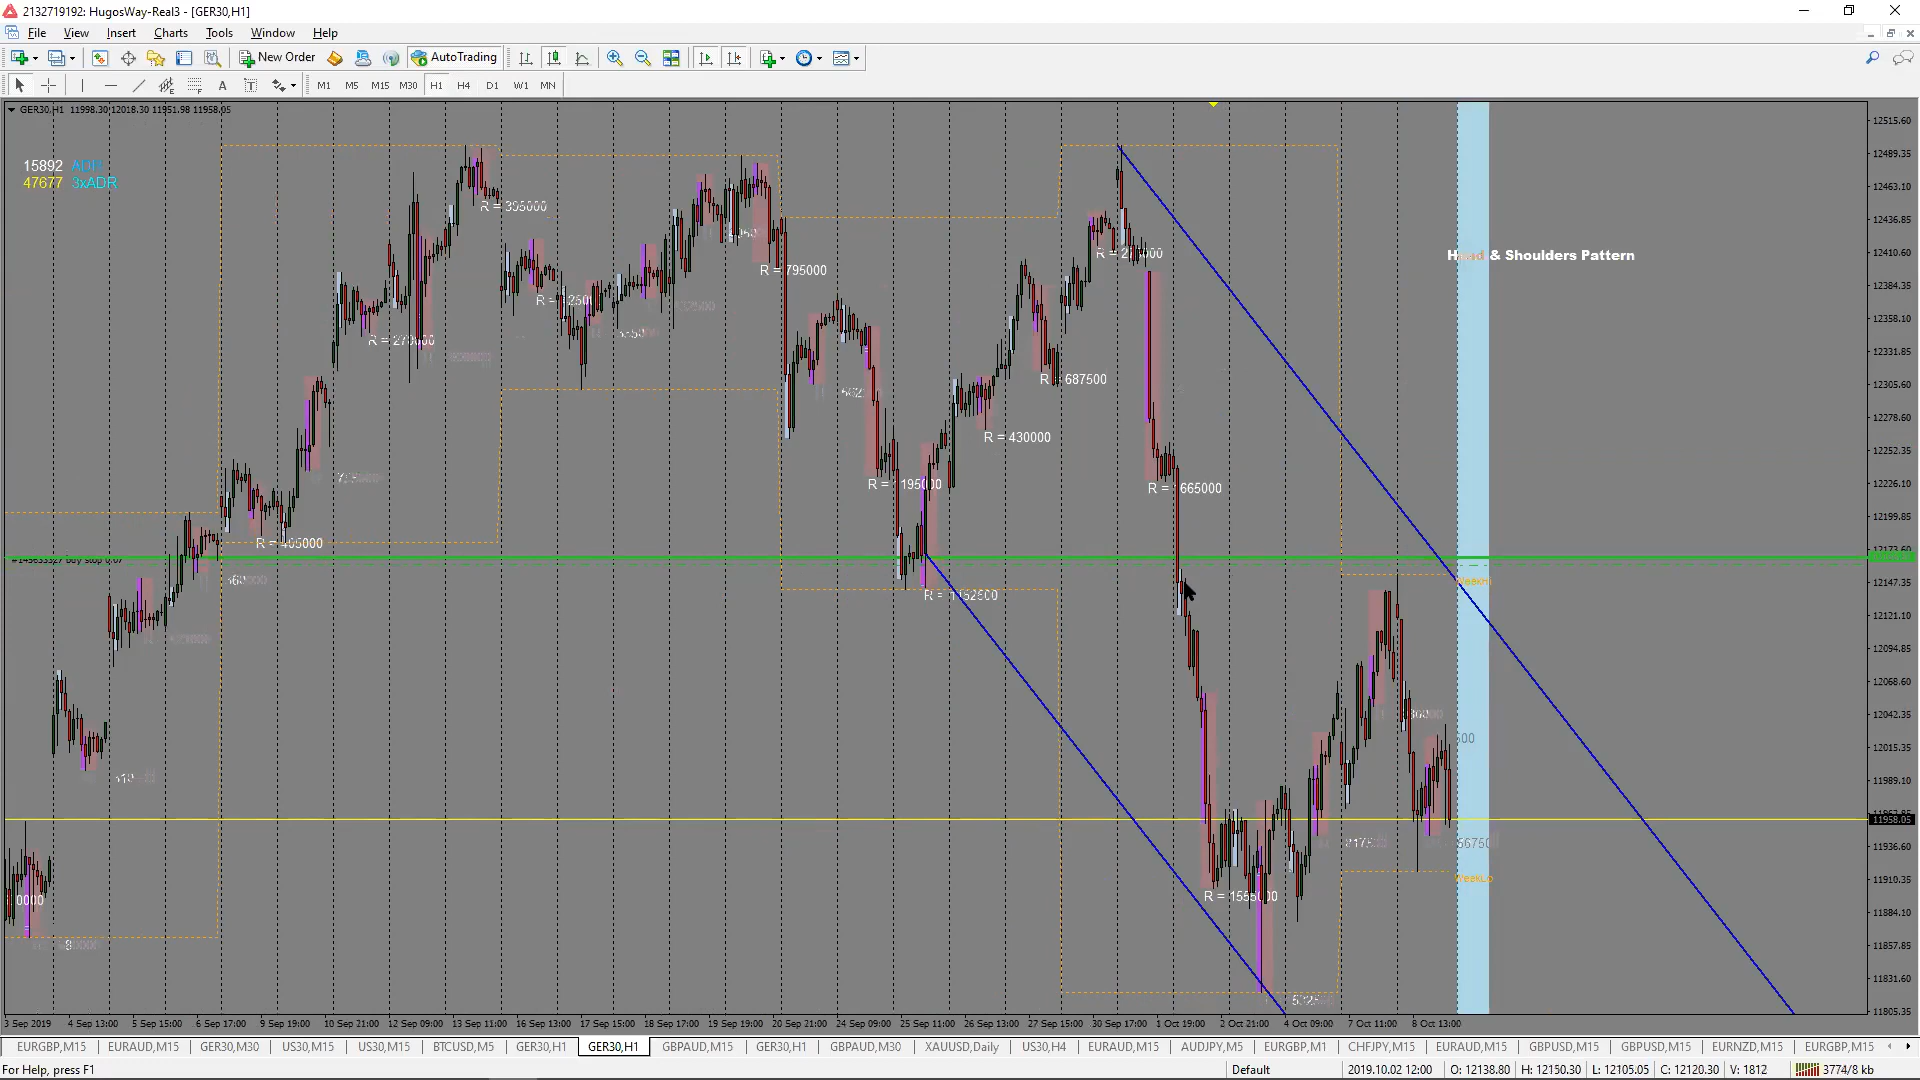 2132719192: HugosWay-Real3 - [GER30,H1]
File View Insert Charts Tools Window Help
New Order AutoTrading
M1 M5 M15 M30 H1 H4 D1 W1 MN
GER30,H1 11998.30 12018.30 11951.98 11958.05
15892 ADR
47677 3xADR
12515.60
12489.35
12463.10
12436.85
12410.60
12384.35
12358.10
12331.85
12305.60
12278.60
12252.35
12226.10
12199.85
12173.60
12147.35
12121.10
12094.85
12068.60
12042.35
12015.35
11989.10
11958.05
11936.60
11910.35
11884.10
11857.85
11831.60
11805.35
Head & Shoulders Pattern
R = 395000
R = 795000
R = 270000
R = 687500
R = 430000
R = 1195000
R = 1665000
R = 405000
R = 1152500
#145633327 buy stop 0.07
WeekHi
WeekLo
3 Sep 2019 4 Sep 13:00 5 Sep 15:00 6 Sep 17:00 9 Sep 19:00 10 Sep 21:00 12 Sep 09:00 13 Sep 11:00 16 Sep 13:00 17 Sep 15:00 18 Sep 17:00 19 Sep 19:00 20 Sep 21:00 24 Sep 09:00 25 Sep 11:00 26 Sep 13:00 27 Sep 15:00 30 Sep 17:00 1 Oct 19:00 2 Oct 21:00 4 Oct 09:00 7 Oct 11:00 8 Oct 13:00
EURGBP,M15 EURAUD,M15 GER30,M30 US30,M15 US30,M15 BTCUSD,M5 GER30,H1 GER30,H1 GBPAUD,M15 GER30,H1 GBPAUD,M30 XAUUSD,Daily US30,H4 EURAUD,M15 AUDJPY,M5 EURGBP,M1 CHFJPY,M15 EURAUD,M15 GBPUSD,M15 GBPUSD,M15 EURNZD,M15 EURGBP,M15
For Help, press F1 Default 2019.10.02 12:00 O: 12138.80 H: 12150.30 L: 12105.05 C: 12120.30 V: 1812 3774/8 kb